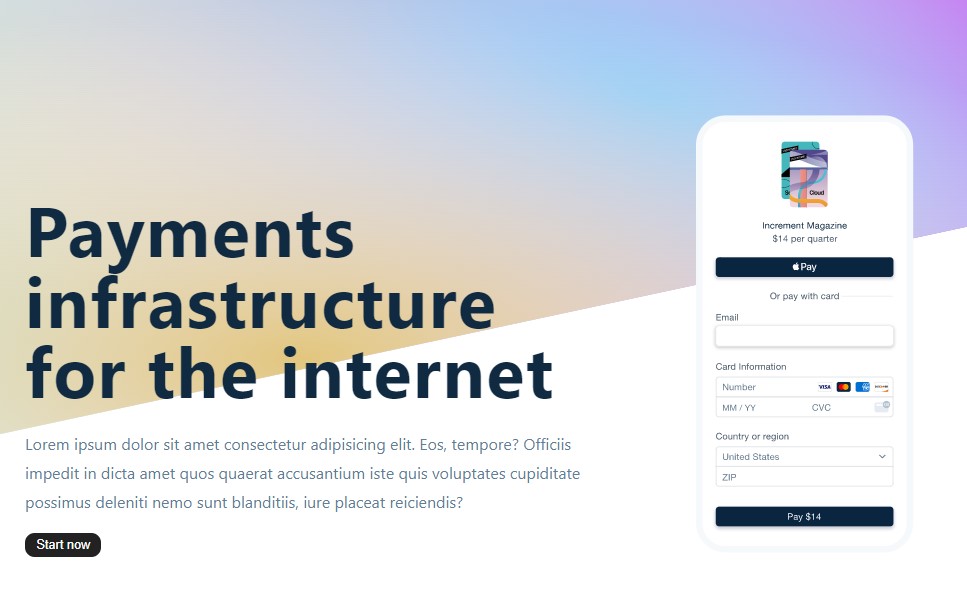 Payments
infrastructure
for the internet
Lorem ipsum dolor sit amet consectetur adipisicing elit. Eos, tempore? Officiis
impedit in dicta amet quos quaerat accusantium iste quis voluptates cupiditate
possimus deleniti nemo sunt blanditiis, iure placeat reiciendis?
Start now
Cloud
Increment Magazine
$14 per quarter
Pay
Or pay with card
Email
Card Information
Number VISA
MM / YY CVC
Country or region
United States
ZIP
Pay $14